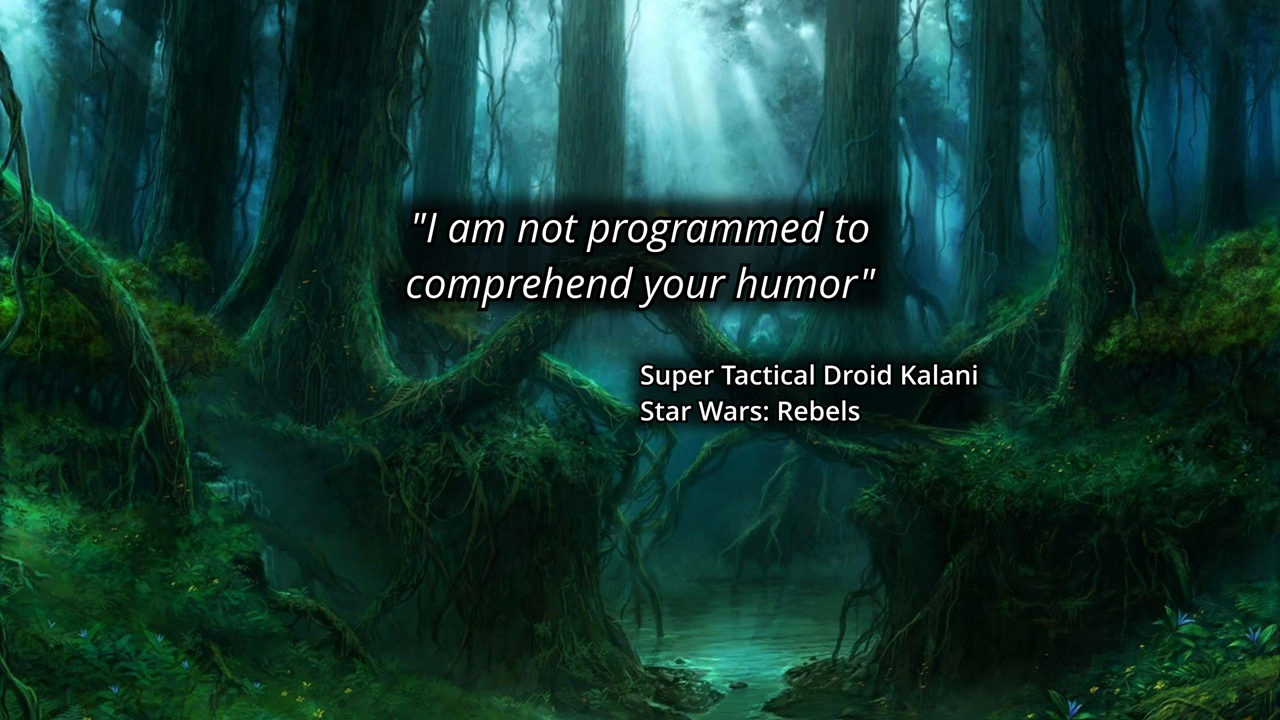 "I am not programmed to
comprehend your humor"
Super Tactical Droid Kalani
Star Wars: Rebels